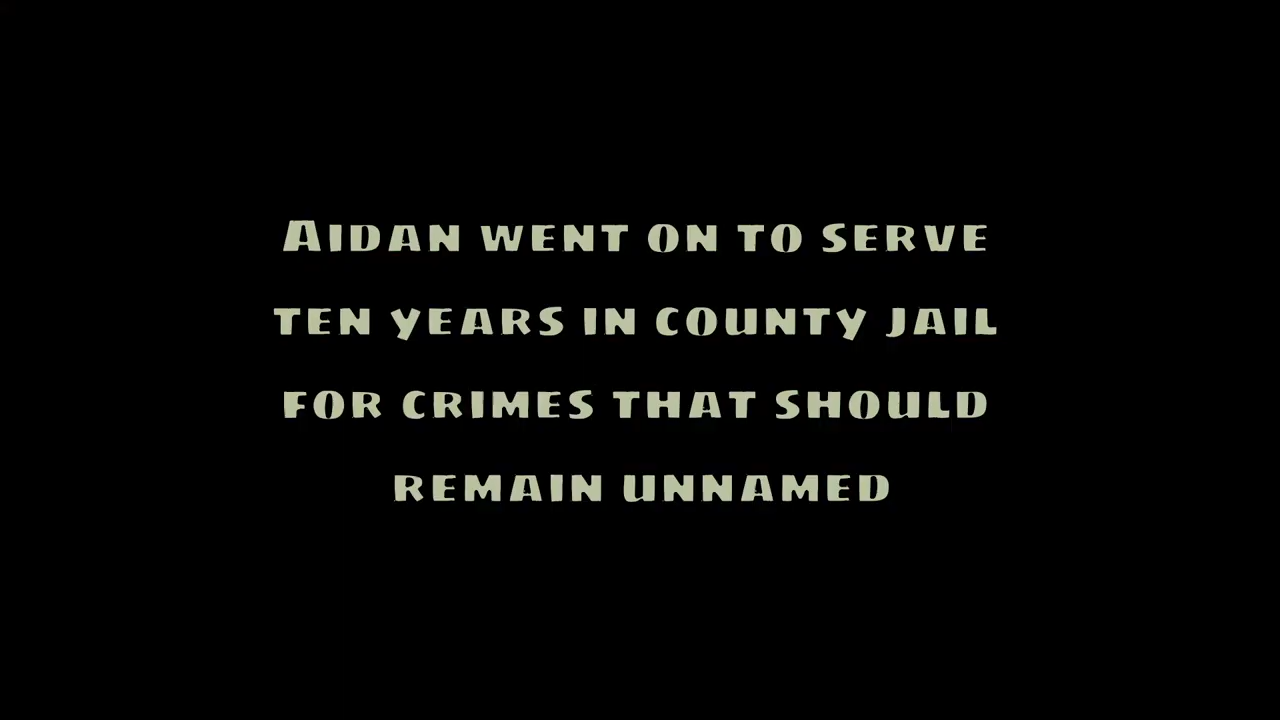 Aidan went on to serve
ten years in county jail
for crimes that should
remain unnamed